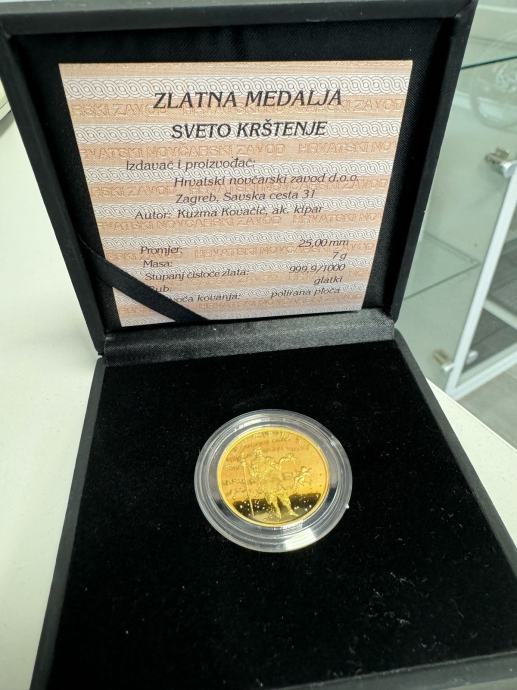 ZLATNA MEDALJA
SVETO KRŠTENJE
Izdavač i proizvođač:
Hrvatski novčarski zavod d.o.o.
Zagreb, Savska cesta 31
Autor: Kuzma Kovačić, ak. kipar
Promjer: 25,00 mm
Masa: 7 g
Stupanj čistoće zlata: 999,9/1000
glatki
kovanja: polirana ploča